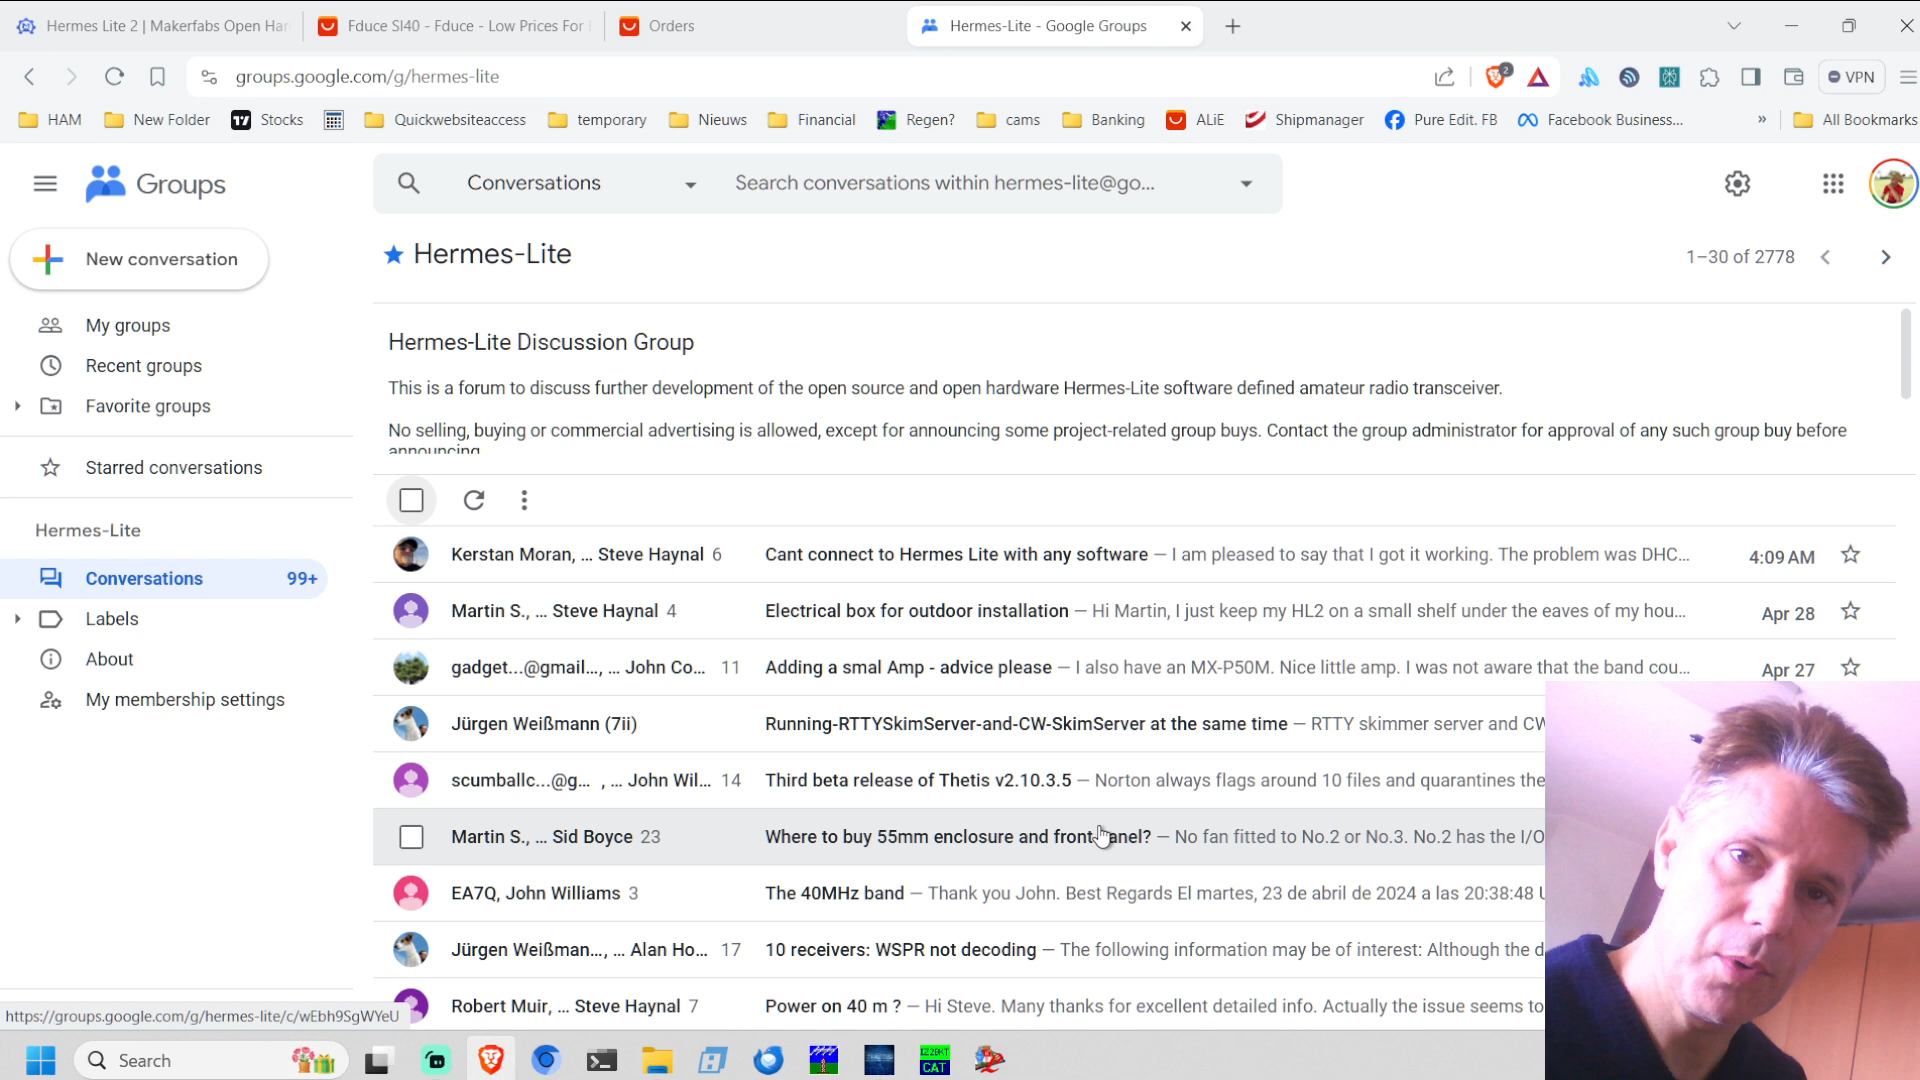 Hermes Lite 2 | Makerfabs Open Har
Fduce Sl40 - Fduce - Low Prices For
Orders
Hermes-Lite - Google Groups
groups.google.com/g/hermes-lite
2
VPN
HAM
New Folder
Stocks
Quickwebsiteaccess
temporary
Nieuws
Financial
Regen?
cams
Banking
ALiE
Shipmanager
Pure Edit. FB
Facebook Business...
»
All Bookmarks
Groups
Conversations
Search conversations within hermes-lite@go...
New conversation
My groups
Recent groups
Favorite groups
Starred conversations
Hermes-Lite
Conversations 99+
Labels
About
My membership settings
Hermes-Lite
1–30 of 2778
Hermes-Lite Discussion Group
This is a forum to discuss further development of the open source and open hardware Hermes-Lite software defined amateur radio transceiver.
No selling, buying or commercial advertising is allowed, except for announcing some project-related group buys. Contact the group administrator for approval of any such group buy before
announcing
Kerstan Moran, ... Steve Haynal 6 Cant connect to Hermes Lite with any software – I am pleased to say that I got it working. The problem was DHC... 4:09 AM
Martin S., ... Steve Haynal 4 Electrical box for outdoor installation – Hi Martin, I just keep my HL2 on a small shelf under the eaves of my hou... Apr 28
gadget...@gmail..., ... John Co... 11 Adding a smal Amp - advice please – I also have an MX-P50M. Nice little amp. I was not aware that the band cou... Apr 27
Jürgen Weißmann (7ii) Running-RTTYSkimServer-and-CW-SkimServer at the same time – RTTY skimmer server and CW
scumballc...@g... , ... John Wil... 14 Third beta release of Thetis v2.10.3.5 – Norton always flags around 10 files and quarantines the
Martin S., ... Sid Boyce 23 Where to buy 55mm enclosure and front anel? – No fan fitted to No.2 or No.3. No.2 has the I/O
EA7Q, John Williams 3 The 40MHz band – Thank you John. Best Regards El martes, 23 de abril de 2024 a las 20:38:48 U
Jürgen Weißman..., ... Alan Ho... 17 10 receivers: WSPR not decoding – The following information may be of interest: Although the d
Robert Muir, ... Steve Haynal 7 Power on 40 m ? – Hi Steve. Many thanks for excellent detailed info. Actually the issue seems to
https://groups.google.com/g/hermes-lite/c/wEbh9SgWYeU
Search
CAT